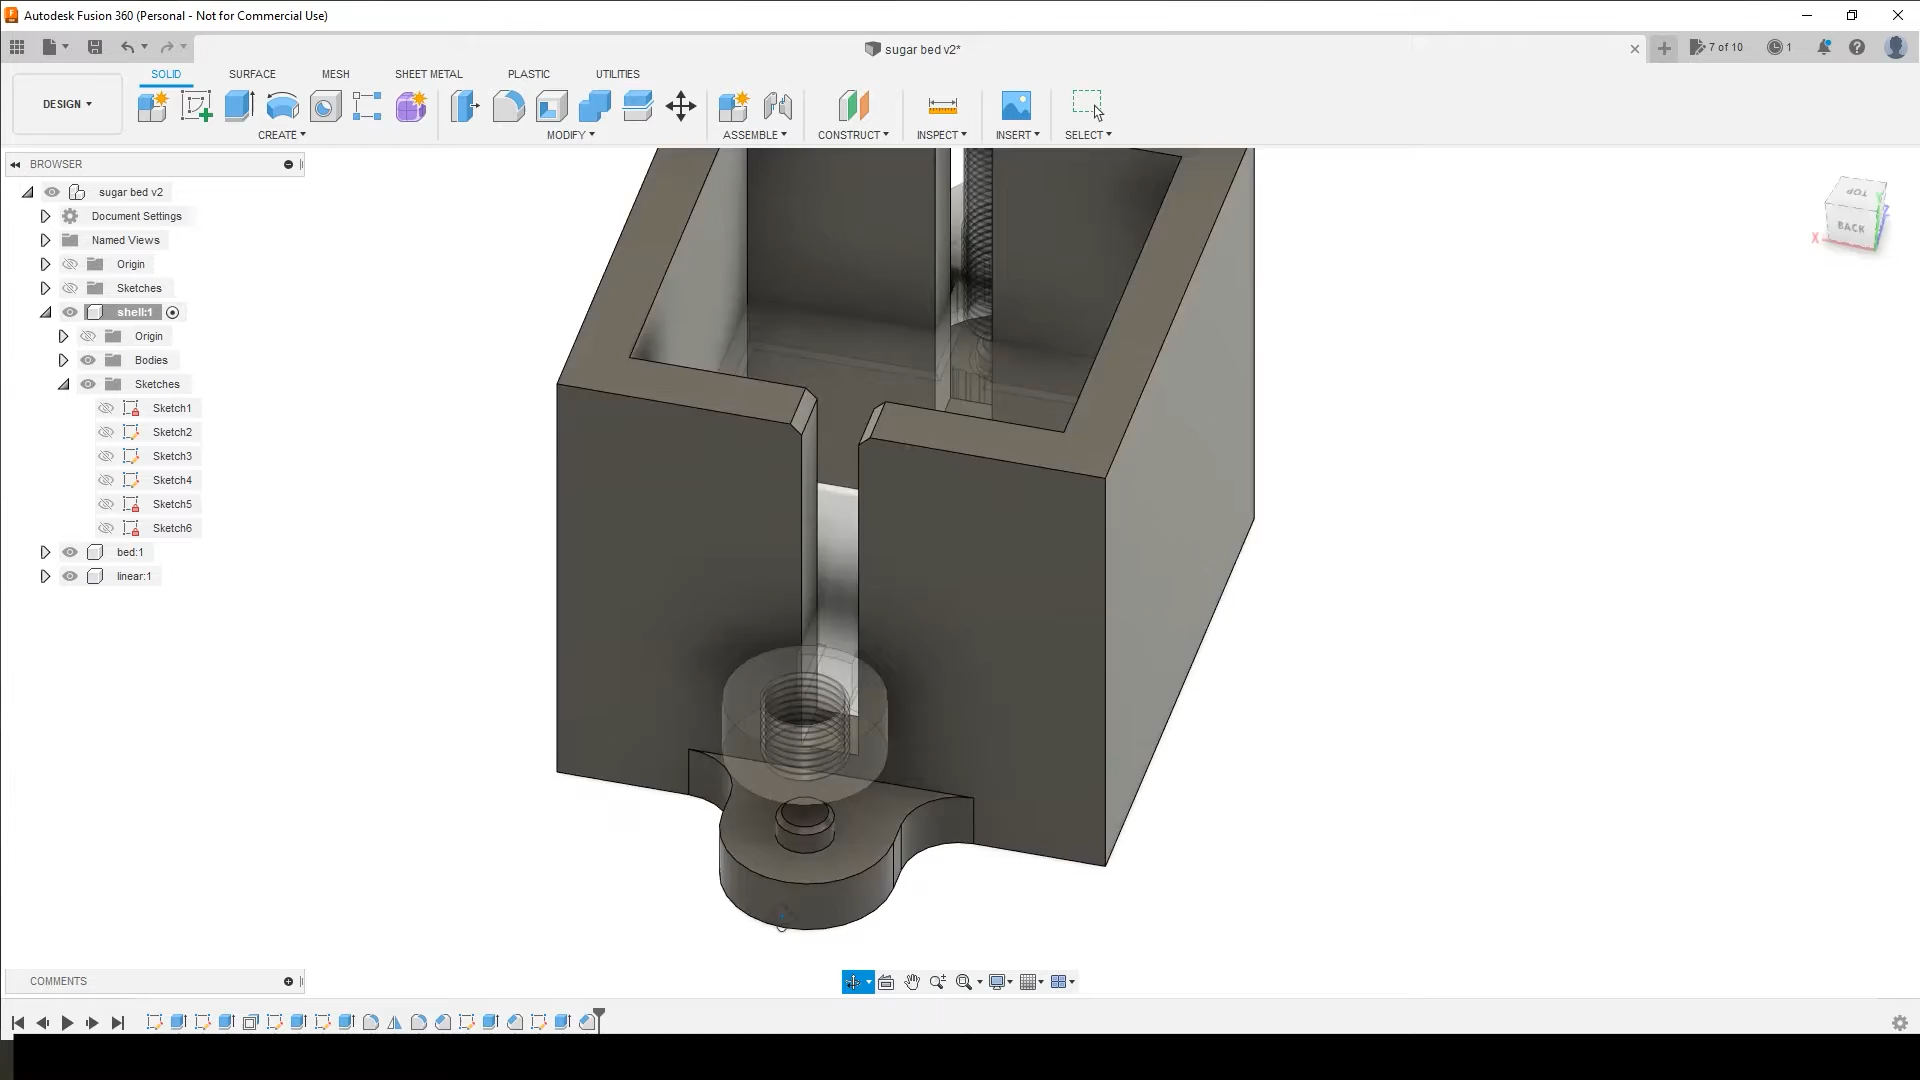 Autodesk Fusion 360 (Personal - Not for Commercial Use)
sugar bed v2*
7 of 10
1
DESIGN
SOLID
SURFACE
MESH
SHEET METAL
PLASTIC
UTILITIES
CREATE
MODIFY
ASSEMBLE
CONSTRUCT
INSPECT
INSERT
SELECT
BROWSER
sugar bed v2
Document Settings
Named Views
Origin
Sketches
shell:1
Origin
Bodies
Sketches
Sketch1
Sketch2
Sketch3
Sketch4
Sketch5
Sketch6
bed:1
linear:1
TOP
BACK
X
Z
COMMENTS